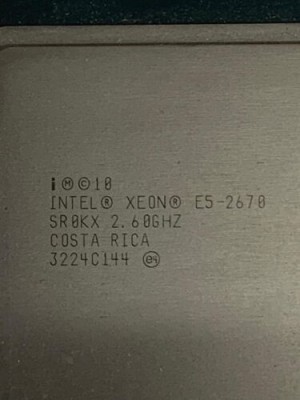 i Ⓜ©10
INTEL® XEON® E5-2670
SR0KX 2.60GHZ
COSTA RICA
3224C144 e4